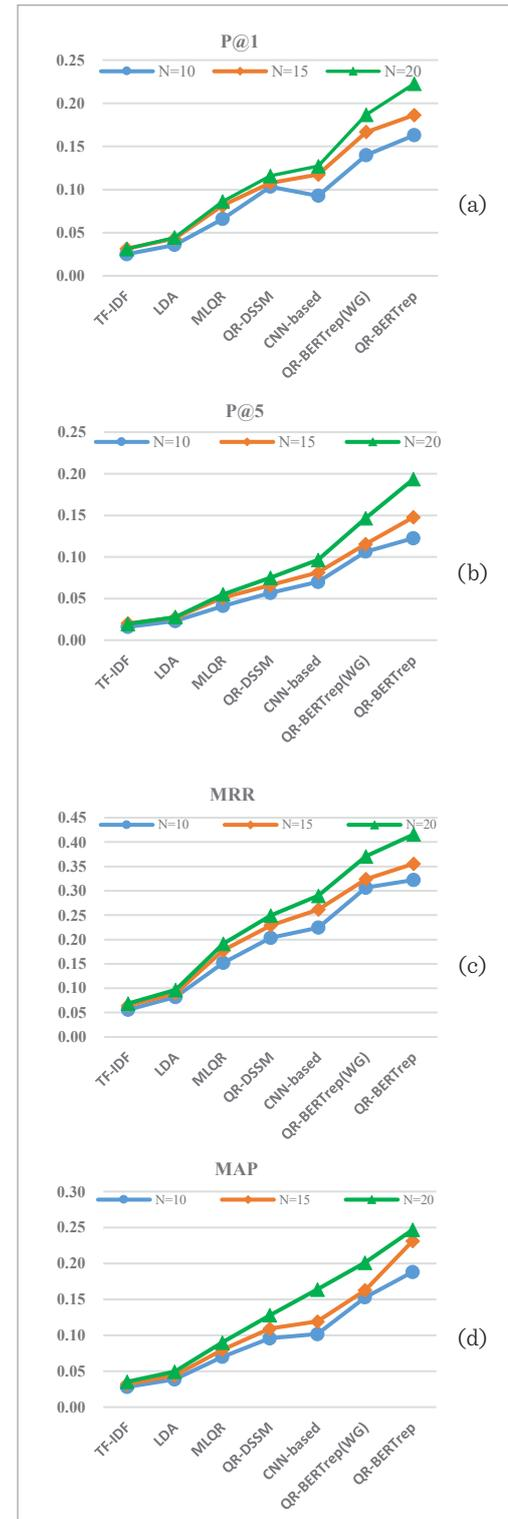 P@1
0.25
N=10 N=15 N=20
0.20
0.15
0.10
(a)
0.05
0.00
TF-IDF LDA MLQR QR-DSSM CNN-based QR-BERTrep(WG) QR-BERTrep
P@5
0.25
N=10 N=15 N=20
0.20
0.15
0.10
(b)
0.05
0.00
TF-IDF LDA MLQR QR-DSSM CNN-based QR-BERTrep(WG) QR-BERTrep
MRR
0.45
N=10 N=15 N=20
0.40
0.35
0.30
0.25
0.20
0.15
(c)
0.10
0.05
0.00
TF-IDF LDA MLQR QR-DSSM CNN-based QR-BERTrep(WG) QR-BERTrep
MAP
0.30
N=10 N=15 N=20
0.25
0.20
0.15
0.10
(d)
0.05
0.00
TF-IDF LDA MLQR QR-DSSM CNN-based QR-BERTrep(WG) QR-BERTrep